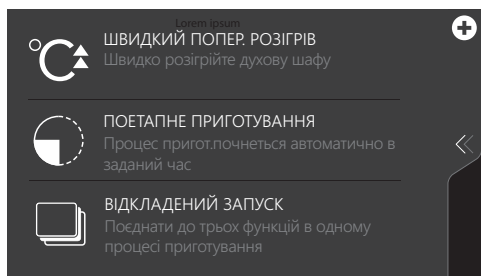 Lorem ipsum
ШВИДКИЙ ПОПЕР. РОЗІГРІВ
Швидко розігрійте духову шафу
ПОЕТАПНЕ ПРИГОТУВАННЯ
Процес пригот.почнеться автоматично в
заданий час
ВІДКЛАДЕНИЙ ЗАПУСК
Поєднати до трьох функцій в одному
процесі приготування